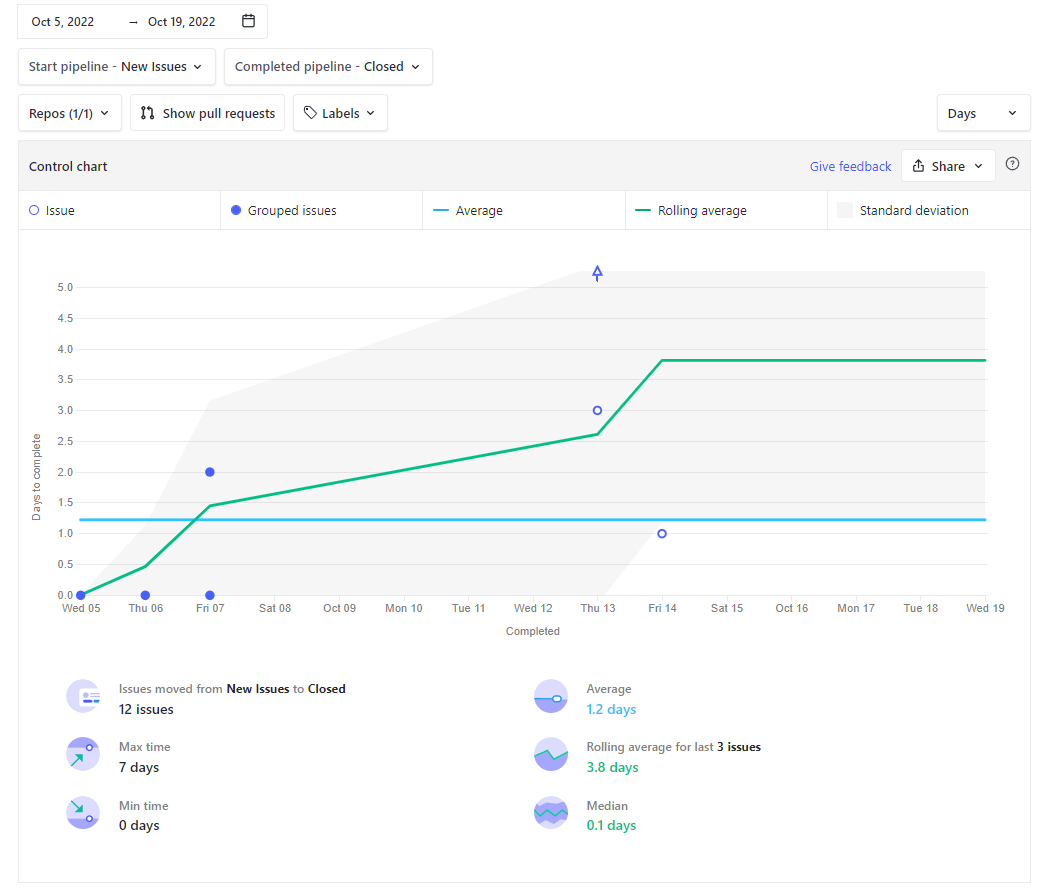 Oct 5, 2022 → Oct 19, 2022
Start pipeline - New Issues Completed pipeline - Closed
Repos (1/1) Show pull requests Labels Days
Control chart Give feedback Share
Issue Grouped issues Average Rolling average Standard deviation
5.0
4.5
4.0
3.5
3.0
2.5
2.0
1.5
1.0
0.5
0.0
Days to complete
Wed 05 Thu 06 Fri 07 Sat 08 Oct 09 Mon 10 Tue 11 Wed 12 Thu 13 Fri 14 Sat 15 Oct 16 Mon 17 Tue 18 Wed 19
Completed
Issues moved from New Issues to Closed
12 issues
Average
1.2 days
Max time
7 days
Rolling average for last 3 issues
3.8 days
Min time
0 days
Median
0.1 days